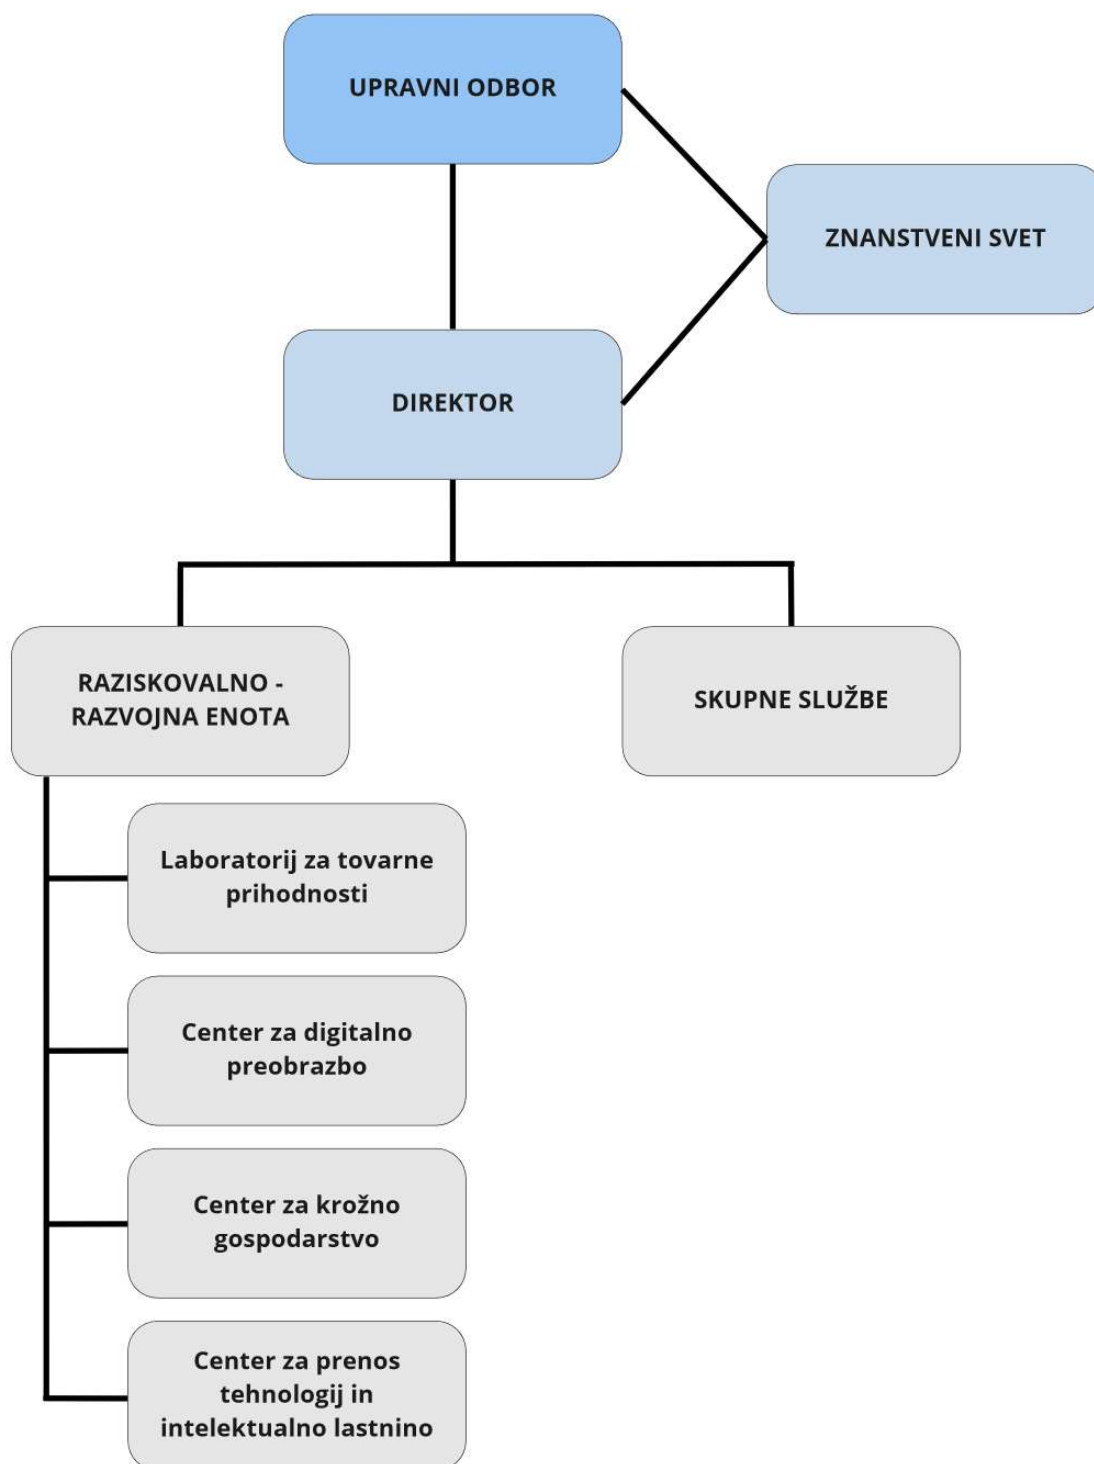 UPRAVNI ODBOR
ZNANSTVENI SVET
DIREKTOR
RAZISKOVALNO -
RAZVOJNA ENOTA
SKUPNE SLUŽBE
Laboratorij za tovarne
prihodnosti
Center za digitalno
preobrazbo
Center za krožno
gospodarstvo
Center za prenos
tehnologij in
intelektualno lastnino